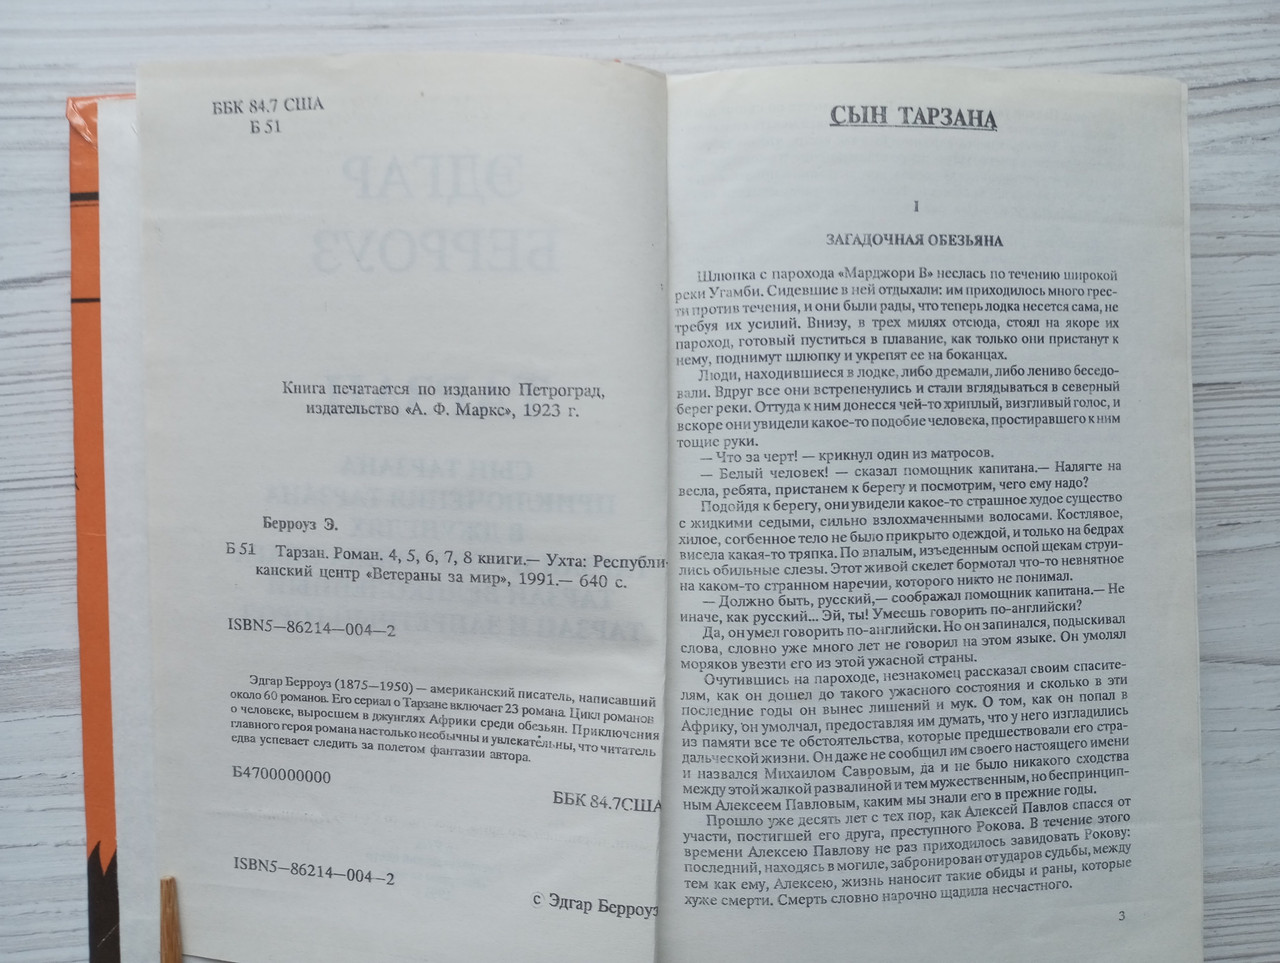 ББК 84.7 США
Б 51
ЭДГАР
БЕРРОУЗ
Книга печатается по изданию Петроград,
издательство «А. Ф. Маркс», 1923 г.
СЫН ТАРЗАНА
ПРИКЛЮЧЕНИЯ ТАРЗАНА
В ДЖУНГЛЯХ
Берроуз Э.
Б 51 Тарзан. Роман. 4, 5, 6, 7, 8 книги.— Ухта: Республи-
канский центр «Ветераны за мир», 1991.— 640 с.
ISBN5—86214—004—2
Эдгар Берроуз (1875—1950) — американский писатель, написавший
около 60 романов. Его сериал о Тарзане включает 23 романа. Цикл романов
о человеке, выросшем в джунглях Африки среди обезьян. Приключения
главного героя романа настолько необычны и увлекательны, что читатель
едва успевает следить за полетом фантазии автора.
Б4700000000
ББК 84.7США
ISBN5—86214—004—2
с Эдгар Берроуз
СЫН ТАРЗАНА
I
ЗАГАДОЧНАЯ ОБЕЗЬЯНА
Шлюпка с парохода «Марджори В» неслась по течению широкой
реки Угамби. Сидевшие в ней отдыхали: им приходилось много грес-
ти против течения, и они были рады, что теперь лодка несется сама, не
требуя их усилий. Внизу, в трех милях отсюда, стоял на якоре их
пароход, готовый пуститься в плавание, как только они пристанут к
нему, поднимут шлюпку и укрепят ее на боканцах.
Люди, находившиеся в лодке, либо дремали, либо лениво беседо-
вали. Вдруг все они встрепенулись и стали вглядываться в северный
берег реки. Оттуда к ним донесся чей-то хриплый, визгливый голос, и
вскоре они увидели какое-то подобие человека, простиравшего к ним
тощие руки.
— Что за черт! — крикнул один из матросов.
— Белый человек! — сказал помощник капитана.— Налягте на
весла, ребята, пристанем к берегу и посмотрим, чего ему надо?
Подойдя к берегу, они увидели какое-то страшное худое существо
с жидкими седыми, сильно взлохмаченными волосами. Костлявое,
хилое, согбенное тело не было прикрыто одеждой, и только на бедрах
висела какая-то тряпка. По впалым, изъеденным оспой щекам струи-
лись обильные слезы. Этот живой скелет бормотал что-то невнятное
на каком-то странном наречии, которого никто не понимал.
— Должно быть, русский,— соображал помощник капитана.— Не
иначе, как русский... Эй, ты! Умеешь говорить по-английски?
Да, он умел говорить по-английски. Но он запинался, подыскивал
слова, словно уже много лет не говорил на этом языке. Он умолял
моряков увезти его из этой ужасной страны.
Очутившись на пароходе, незнакомец рассказал своим спасите-
лям, как он дошел до такого ужасного состояния и сколько в эти
последние годы он вынес лишений и мук. О том, как он попал в
Африку, он умолчал, предоставляя им думать, что у него изгладились
из памяти все те обстоятельства, которые предшествовали его стра-
дальческой жизни. Он даже не сообщил им своего настоящего имени
и назвался Михаилом Савровым, да и не было никакого сходства
между этой жалкой развалиной и тем мужественным, но беспринцип-
ным Алексеем Павловым, каким мы знали его в прежние годы.
Прошло уже десять лет с тех пор, как Алексей Павлов спасся от
участи, постигшей его друга, преступного Рокова. В течение этого
времени Алексею Павлову не раз приходилось завидовать Рокову:
последний, находясь в могиле, забронирован от ударов судьбы, между
тем как ему, Алексею, жизнь наносит такие обиды и раны, которые
хуже смерти. Смерть словно нарочно щадила несчастного.
3